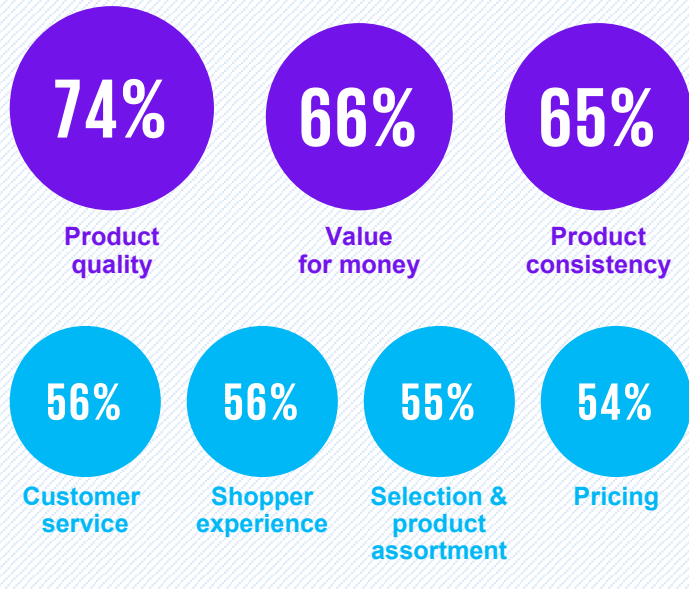 74%
66%
65%
Product
quality
Value
for money
Product
consistency
56%
56%
55%
54%
Customer
service
Shopper
experience
Selection &
product
assortment
Pricing